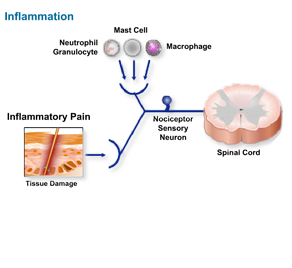 Inflammation
Mast Cell
Neutrophil
Granulocyte
Macrophage
Inflammatory Pain
Nociceptor
Sensory
Neuron
Spinal Cord
Tissue Damage